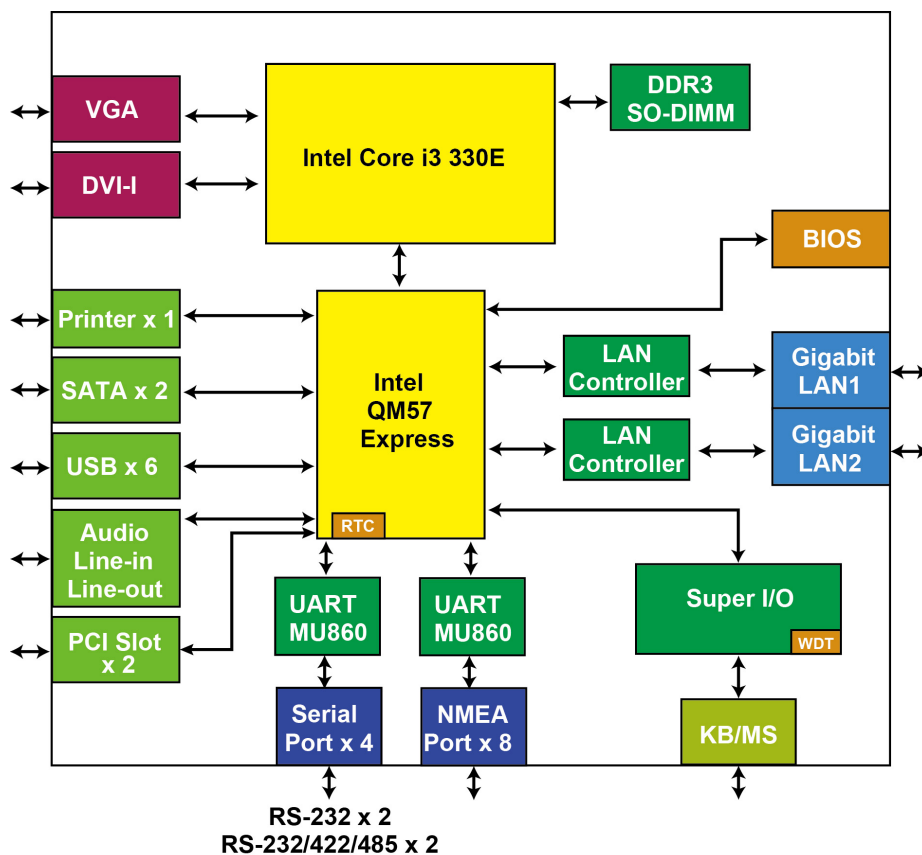 VGA
DVI-I
Intel Core i3 330E
DDR3
SO-DIMM
BIOS
Printer x 1
SATA x 2
USB x 6
Audio
Line-in
Line-out
PCI Slot
x 2
Intel
QM57
Express
RTC
LAN
Controller
LAN
Controller
Gigabit
LAN1
Gigabit
LAN2
UART
MU860
UART
MU860
Super I/O
WDT
Serial
Port x 4
NMEA
Port x 8
KB/MS
RS-232 x 2
RS-232/422/485 x 2